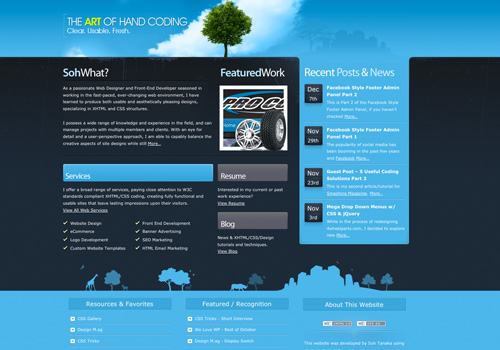 THE ART OF HAND CODING
Clear. Usable. Fresh.
SohWhat?
As a passionate Web Designer and Front-End Developer seasoned in
working in the fast-paced, ever-changing web environment, I have
learned to produce both usable and aesthetically pleasing designs,
specializing in XHTML and CSS structures.
I possess a wide range of knowledge and experience in the field, and can
manage projects with multiple members and clients. With an eye for
detail and a user-perspective approach, I am able to capably balance the
creative aspects of site designs while still More...
FeaturedWork
Home
Services
I offer a broad range of services, paying close attention to W3C
standards compliant XHTML/CSS coding, creating fully functional and
usable sites that leave lasting impressions upon their visitors.
View All Web Services
Website Design
eCommerce
Logo Development
Custom Website Templates
Front End Development
Banner Advertising
SEO Marketing
HTML Email Marketing
Resume
Interested in my current or past
work experience?
View Resume
Blog
News & XHTML/CSS/Design
tutorials and techniques.
View Blog
Recent Posts & News
Dec
7th
Facebook Style Footer Admin
Panel Part 2
This is Part 2 of the Facebook Style
Footer Admin Panel, if you haven't
checked More...
Nov
29th
Facebook Style Footer Admin
Panel Part 1
The popularity of social media has
been booming in the past few years
and Facebook More...
Nov
23rd
Guest Post – 5 Useful Coding
Solutions Part 3
This is my second article/tutorial for
Smashing Magazine. More...
Nov
3rd
Mega Drop Down Menus w/
CSS & jQuery
While in the process of redesigning
4wheelparts.com, I decided to explore
new More...
Resources & Favorites
CSS Gallery
Design M.ag
CSS Tricks
Featured / Recognition
CSS Tricks - Short Interview
We Love WP - Best of October
Design M.ag - Display Switch
About This Website
This website was developed by Soh Tanaka using